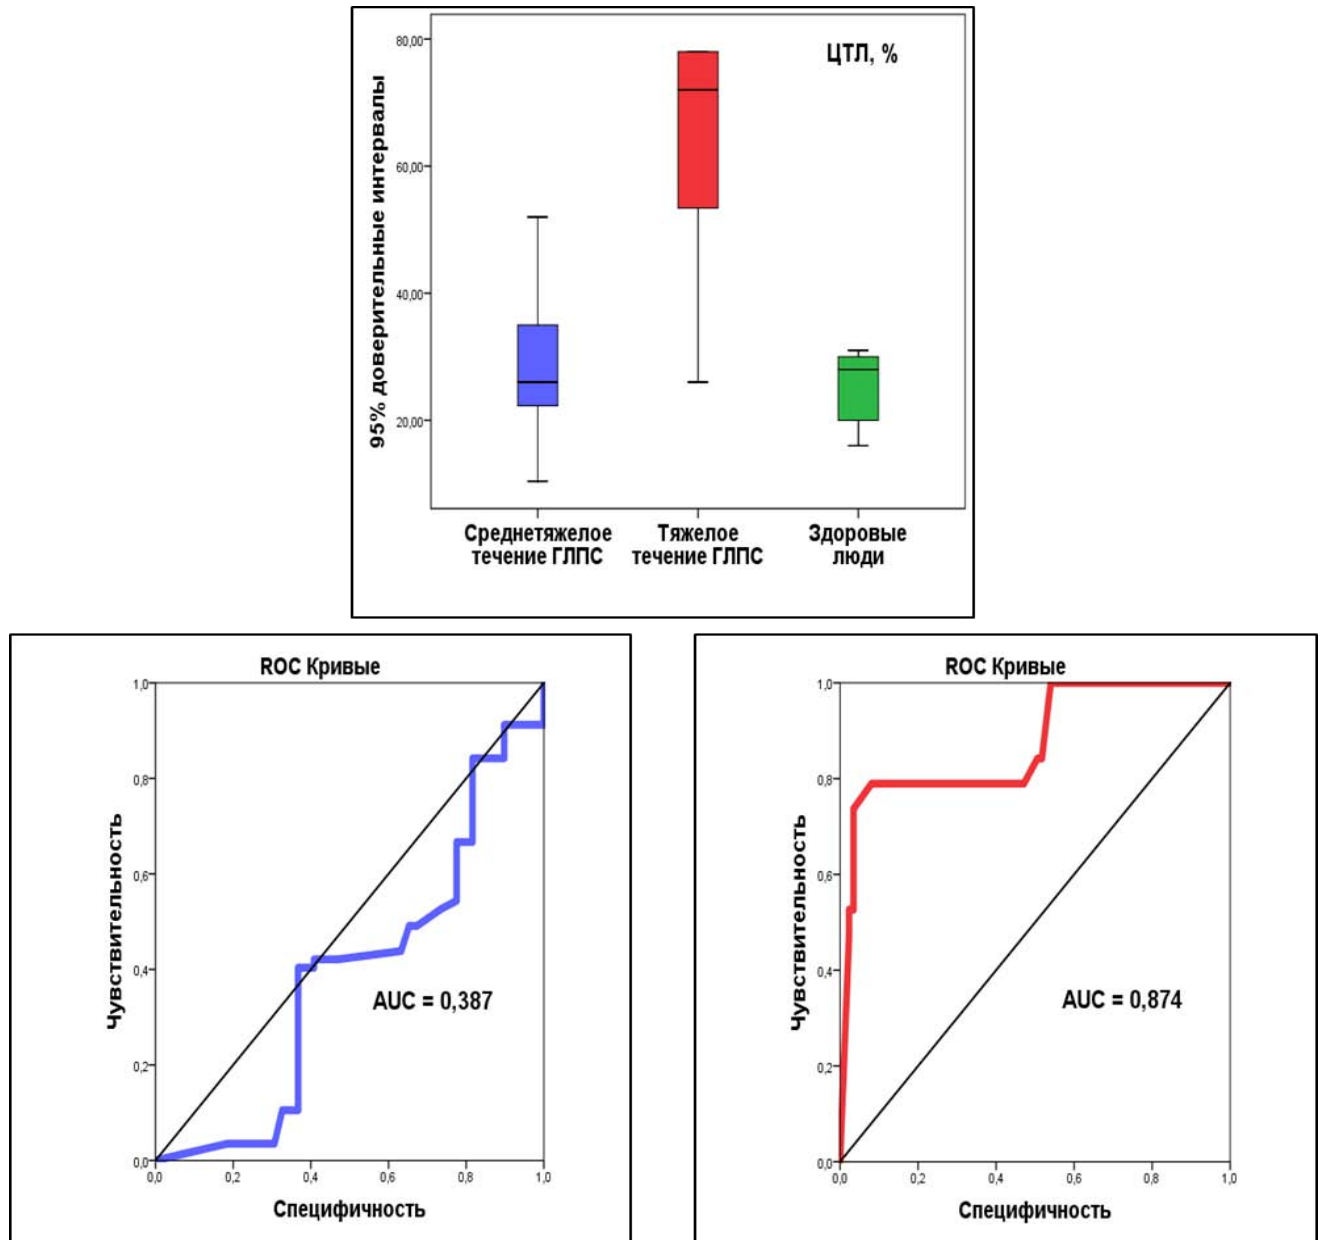 80,00
ЦТЛ, %
60,00
40,00
20,00
95% доверительные интервалы
Среднетяжелое
течение ГЛПС
Тяжелое
течение ГЛПС
Здоровые
люди
ROC Кривые
1,0
0,8
0,6
0,4
0,2
0,0
Чувствительность
AUC = 0,387
0,0 0,2 0,4 0,6 0,8 1,0
Специфичность
ROC Кривые
1,0
0,8
0,6
0,4
0,2
0,0
Чувствительность
AUC = 0,874
0,0 0,2 0,4 0,6 0,8 1,0
Специфичность